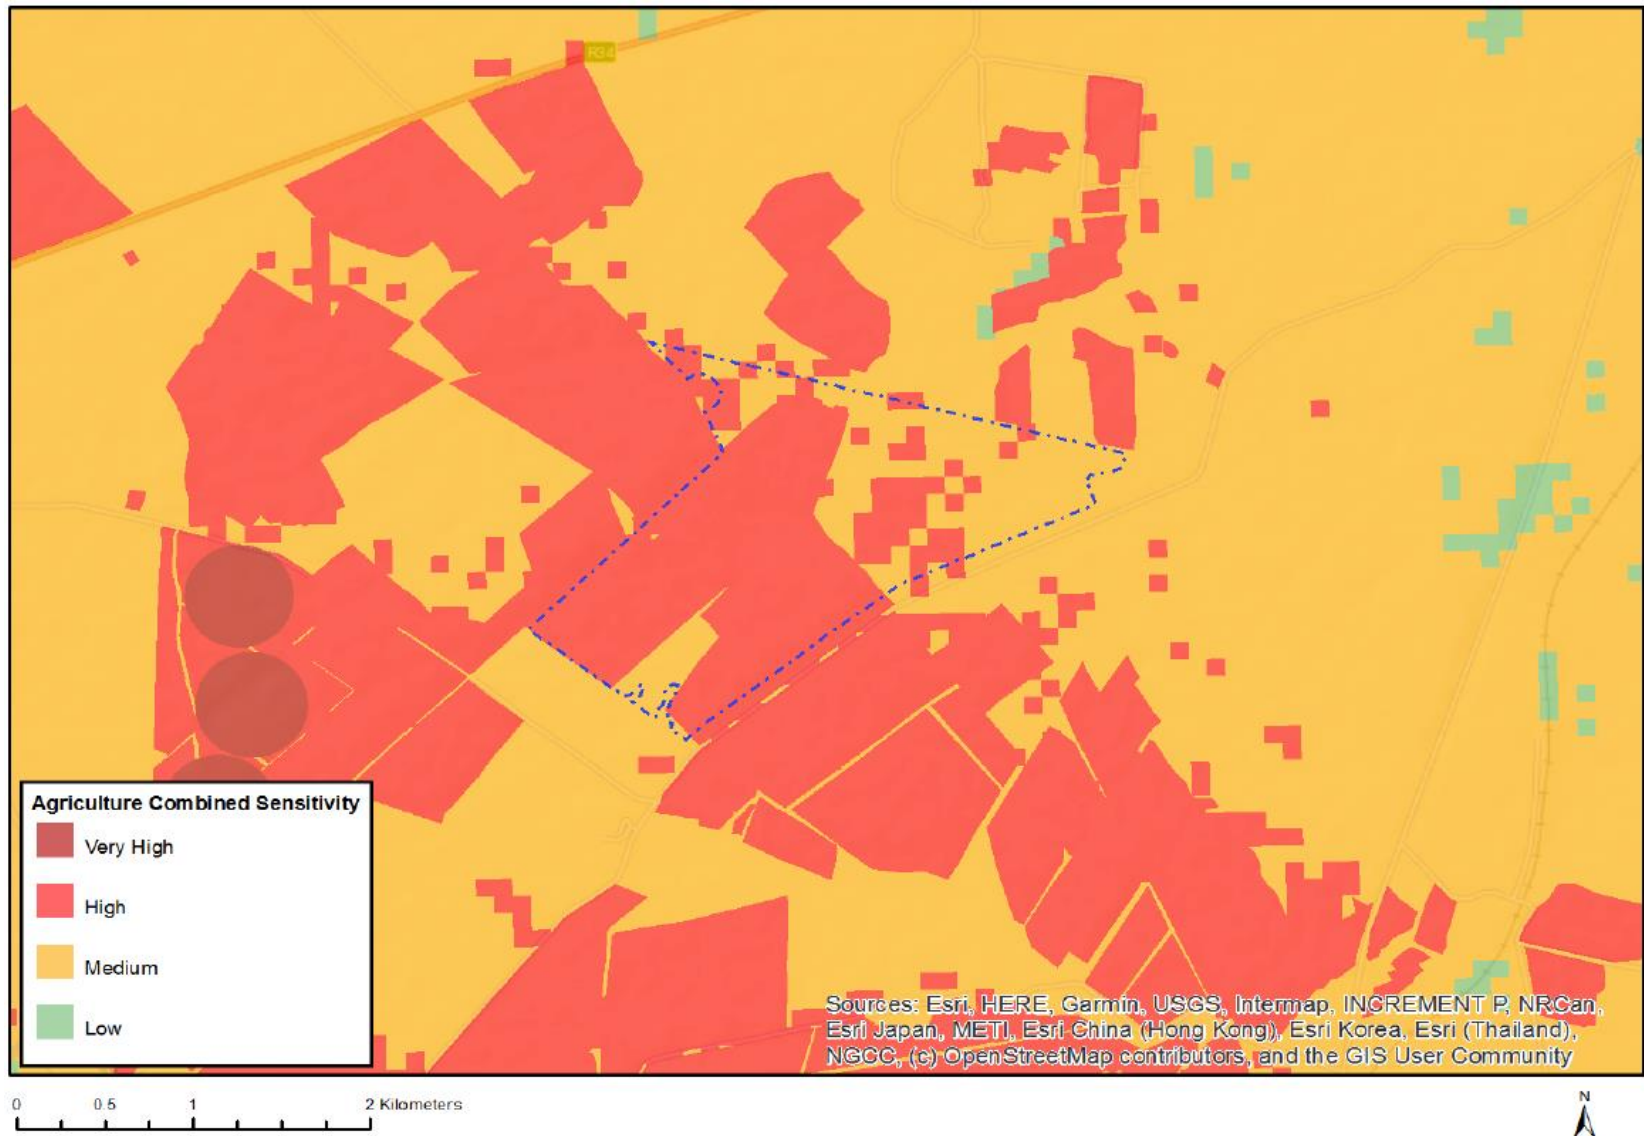 R34
Agriculture Combined Sensitivity
Very High
High
Medium
Low
Sources: Esri, HERE, Garmin, USGS, Intermap, INCREMENT P, NRCan,
Esri Japan, METI, Esri China (Hong Kong), Esri Korea, Esri (Thailand),
NGCC, (c) OpenStreetMap contributors, and the GIS User Community
0 0.5 1 2 Kilometers
N